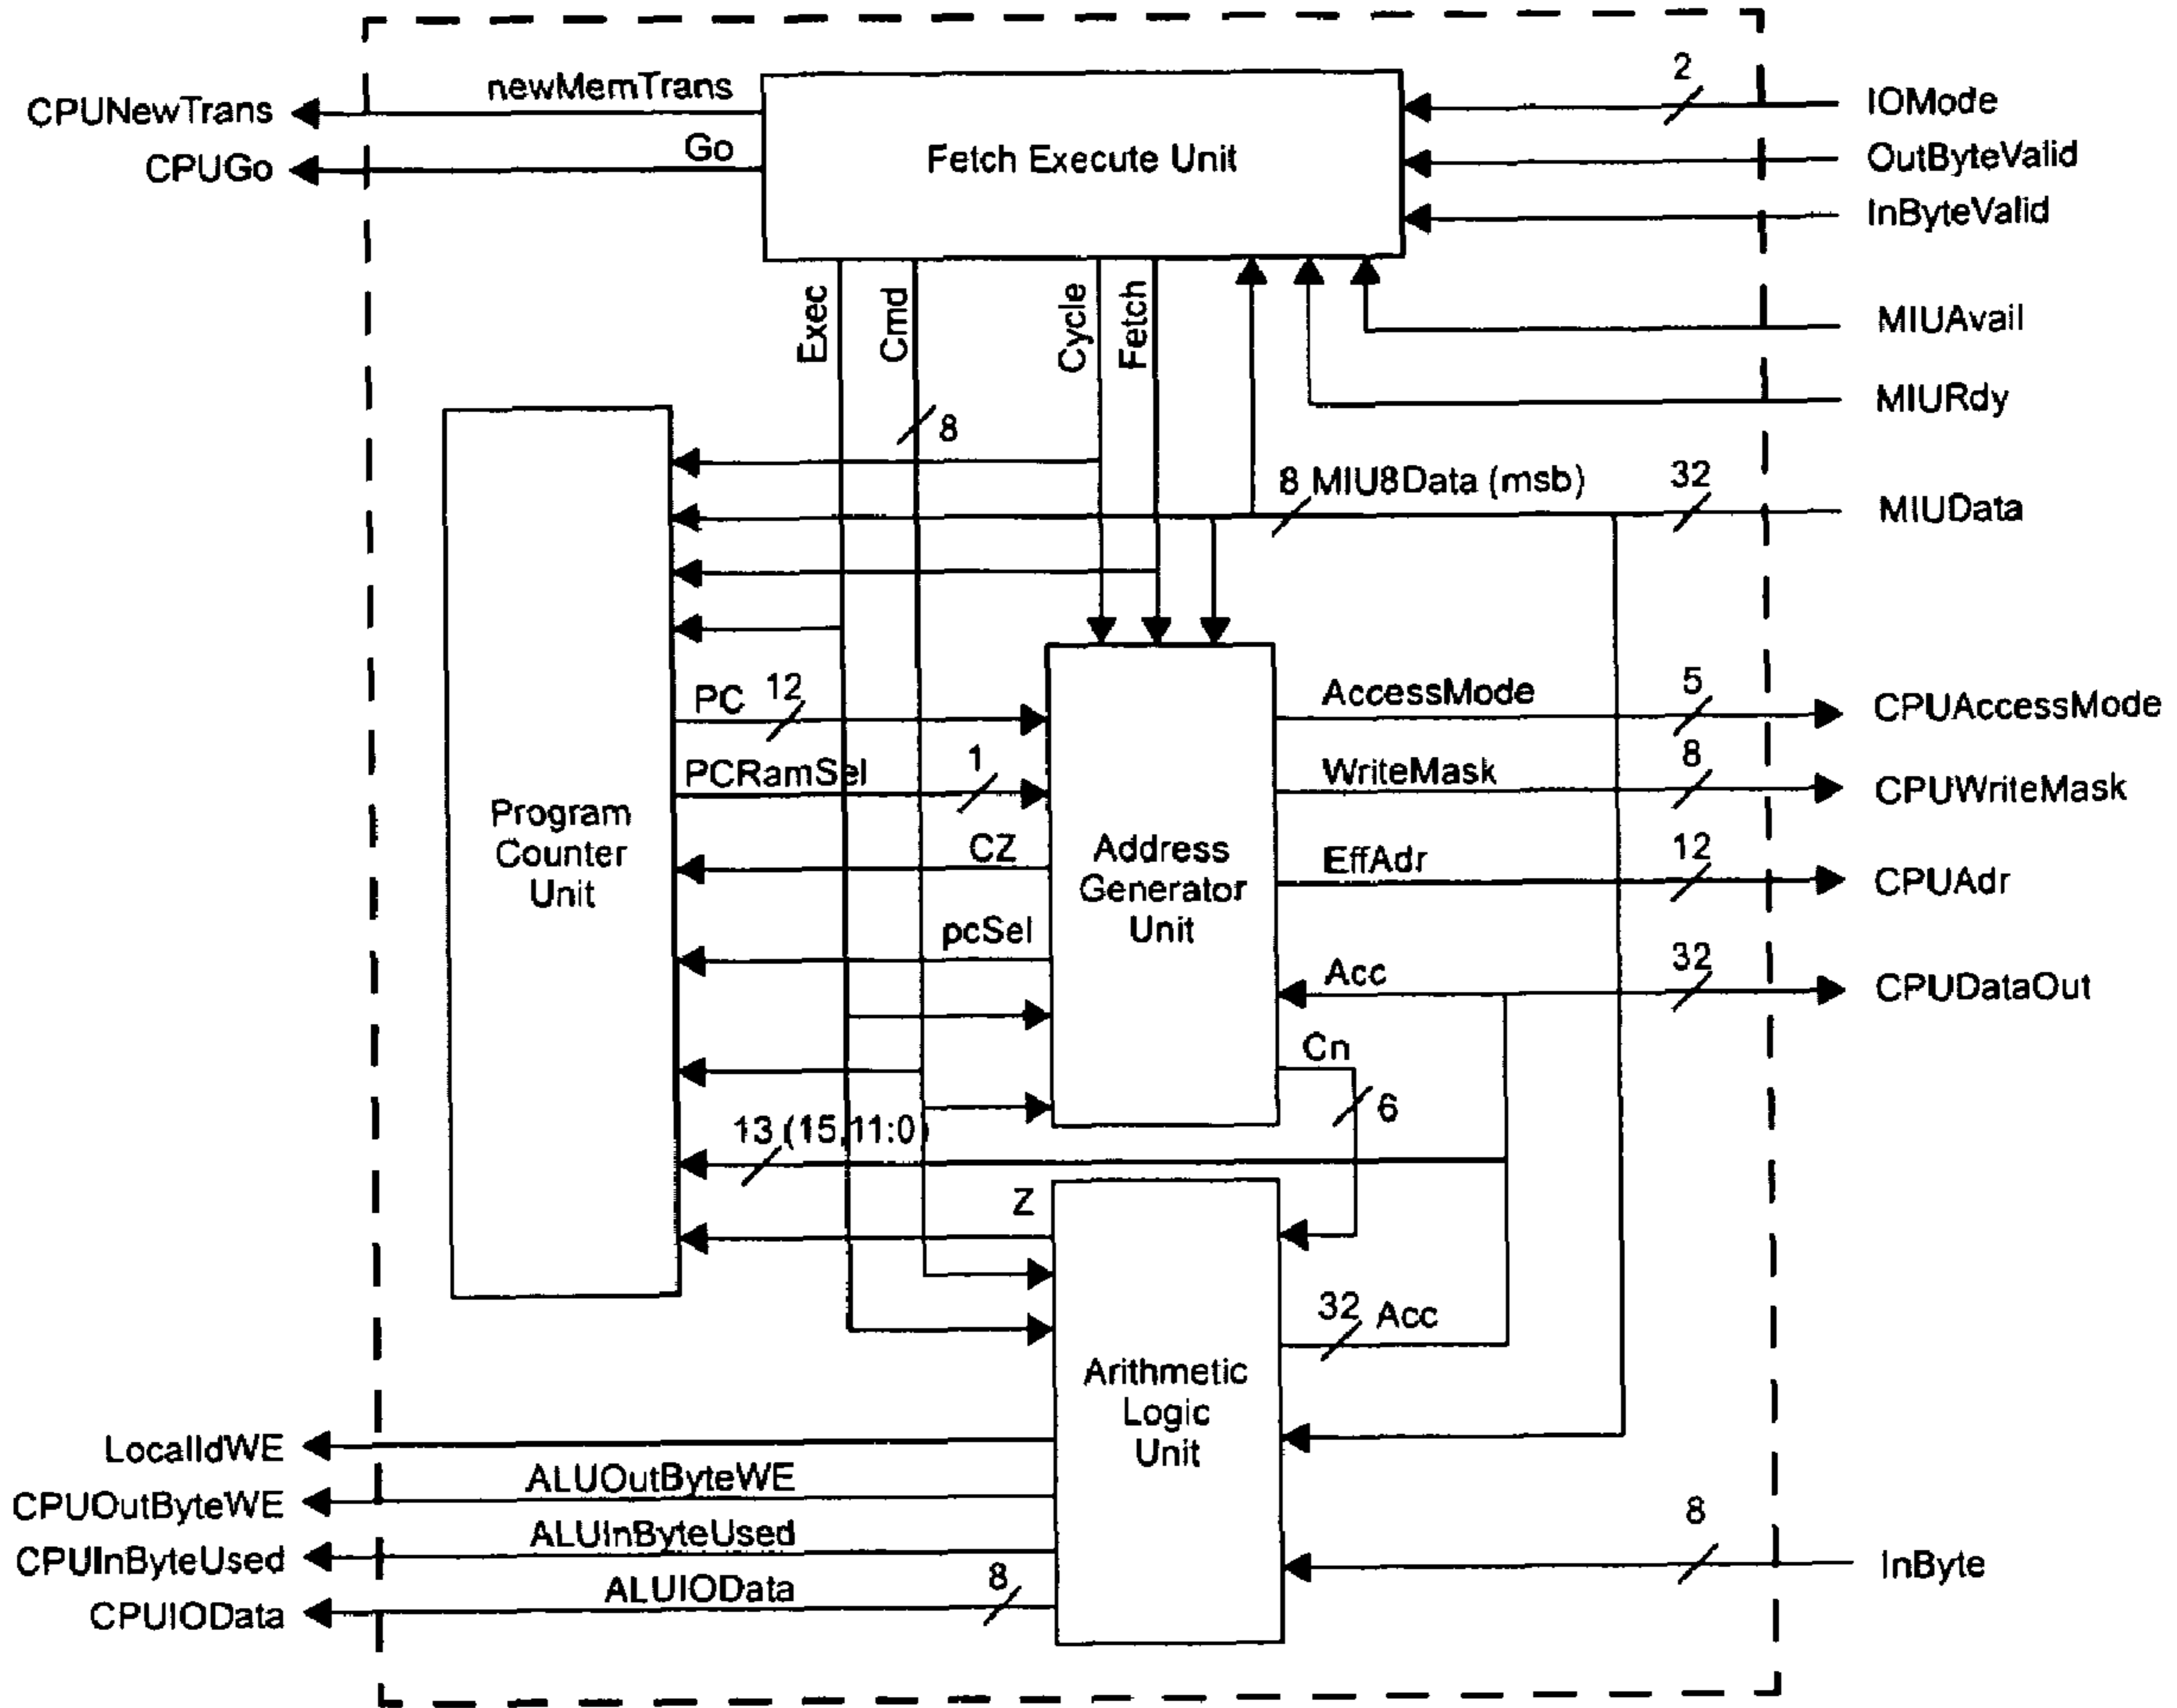 CPUNewTrans
newMemTrans
CPUGo
Go
Fetch Execute Unit
2
IOMode
OutByteValid
InByteValid
Exec
Cmd
Cycle
Fetch
MIUAvail
MIURdy
8
8 MIU8Data (msb)
32
MIUData
PC 12
PCRamSel 1
Program
Counter
Unit
CZ
pcSel
Address
Generator
Unit
AccessMode
5
CPUAccessMode
WriteMask
8
CPUWriteMask
EffAdr
12
CPUAdr
Acc
32
CPUDataOut
Cn
6
13 (15,11:0)
Z
32 Acc
Arithmetic
Logic
Unit
LocalIdWE
ALUOutByteWE
CPUOutByteWE
ALUInByteUsed
CPUInByteUsed
ALUIOData
8
CPUIOData
8
InByte